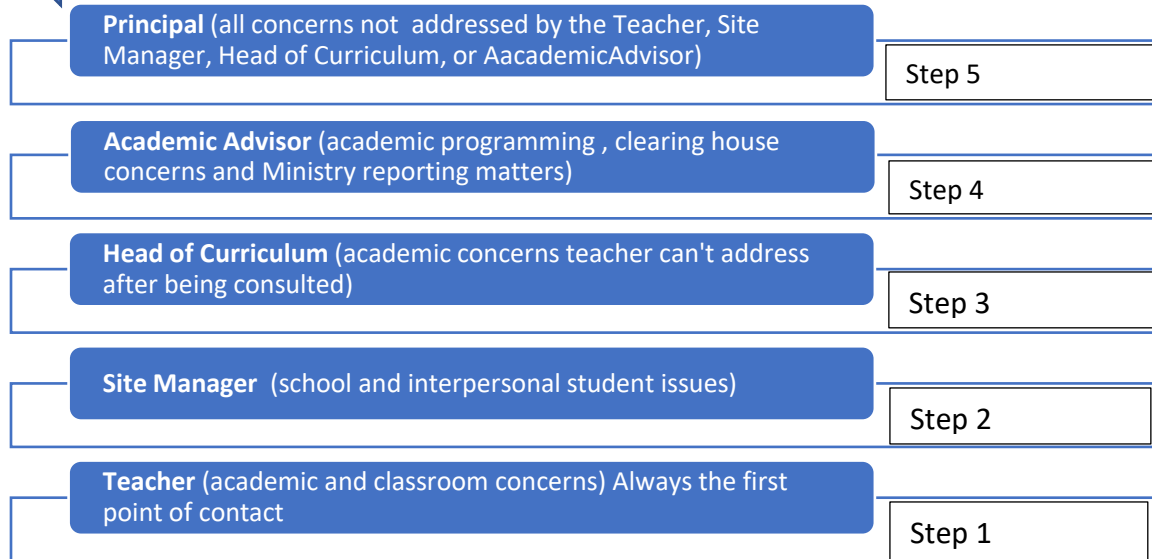 Principal (all concerns not  addressed by the Teacher, Site
Manager, Head of Curriculum, or AacademicAdvisor)
Step 5
Academic Advisor (academic programming , clearing house
concerns and Ministry reporting matters)
Step 4
Head of Curriculum (academic concerns teacher can't address
after being consulted)
Step 3
Site Manager  (school and interpersonal student issues)
Step 2
Teacher (academic and classroom concerns) Always the first
point of contact
Step 1